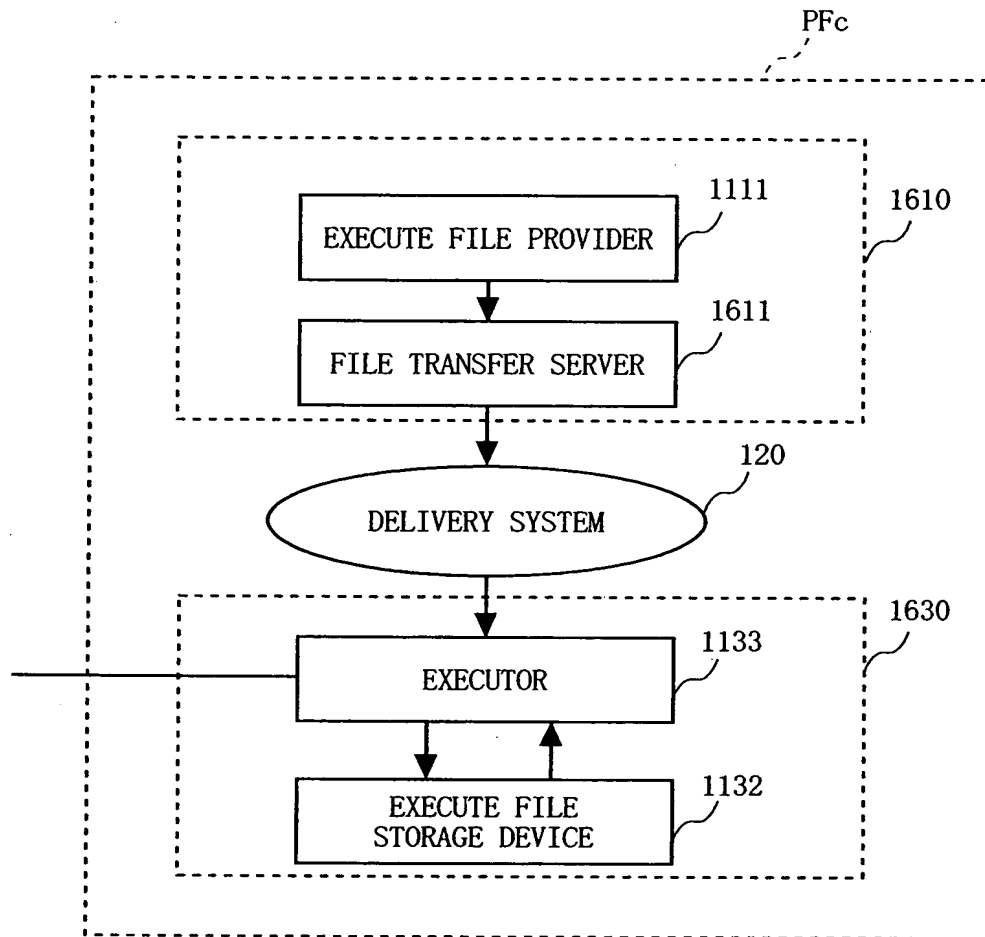 PFc
1111
1610
EXECUTE FILE PROVIDER
1611
FILE TRANSFER SERVER
120
DELIVERY SYSTEM
1630
1133
EXECUTOR
1132
EXECUTE FILE
STORAGE DEVICE